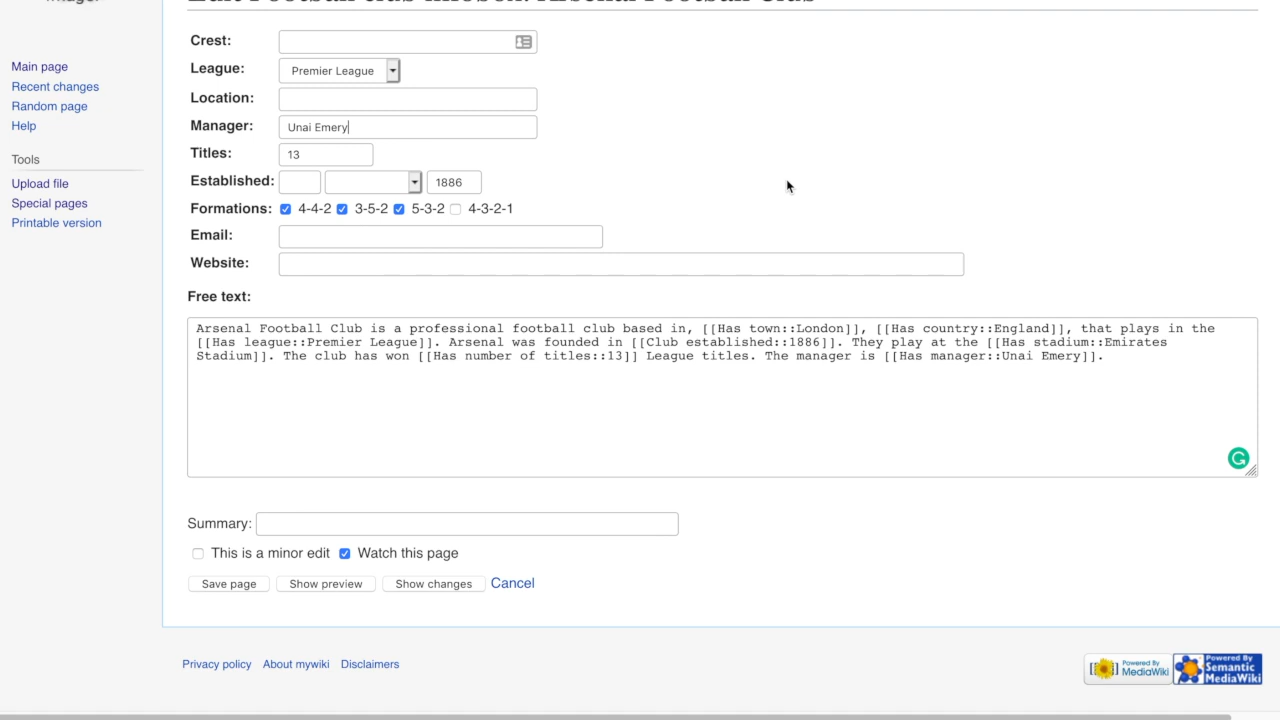 Main page
Recent changes
Random page
Help
Tools
Upload file
Special pages
Printable version
Crest:
League: Premier League
Location:
Manager: Unai Emery
Titles: 13
Established: 1886
Formations: 4-4-2 3-5-2 5-3-2 4-3-2-1
Email:
Website:
Free text:
Arsenal Football Club is a professional football club based in, [[Has town::London]], [[Has country::England]], that plays in the
[[Has league::Premier League]]. Arsenal was founded in [[Club established::1886]]. They play at the [[Has stadium::Emirates
Stadium]]. The club has won [[Has number of titles::13]] League titles. The manager is [[Has manager::Unai Emery]].
Summary:
This is a minor edit Watch this page
Save page Show preview Show changes Cancel
Privacy policy About mywiki Disclaimers
Powered By
MediaWiki
Powered By
Semantic
MediaWiki